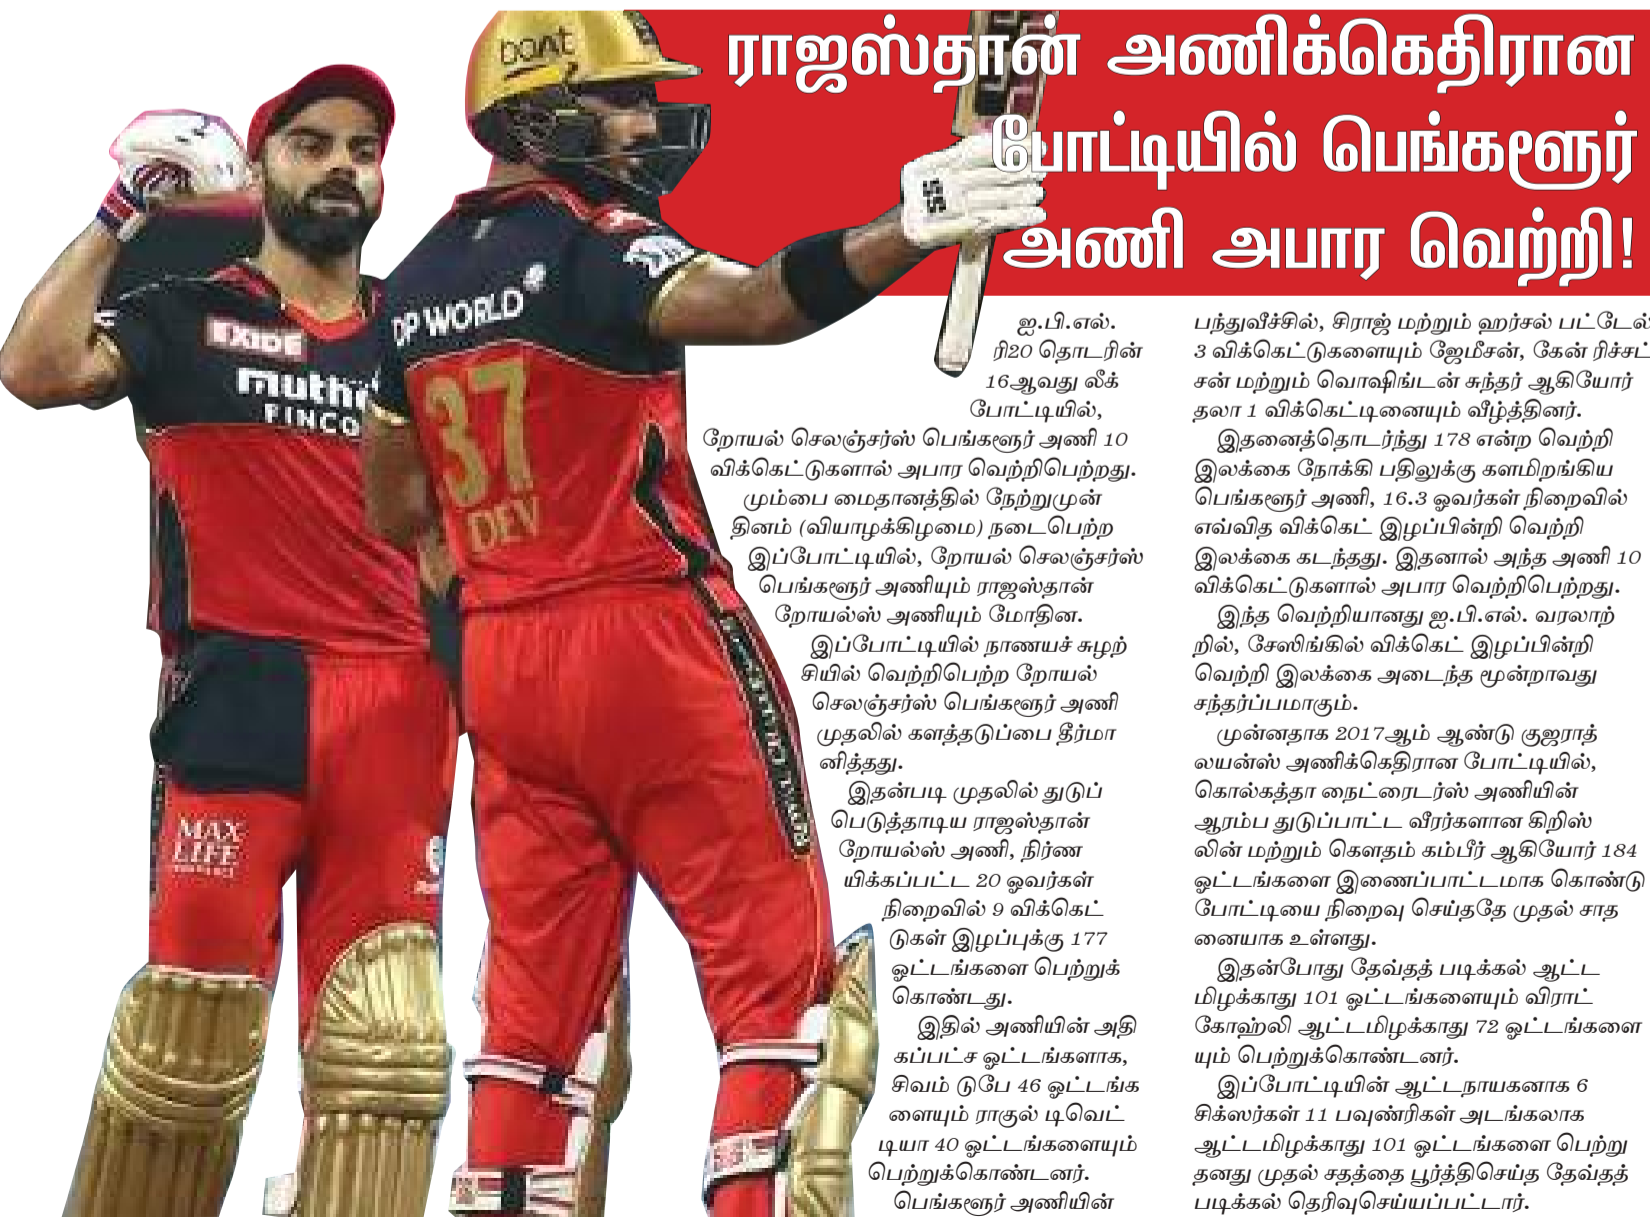 ராஜஸ்தான் அணிக்கெதிரான
போட்டியில் பெங்களூர்
அணி அபார வெற்றி!
boat
SS
EXIDE
muth
FINCO
DP WORLD
37
DEV
MAX
LIFE
ஐ.பி.எல்.
ரி20 தொடரின்
16ஆவது லீக்
போட்டியில்,
றோயல் செலஞ்சர்ஸ் பெங்களூர் அணி 10
விக்கெட்டுகளால் அபார வெற்றிபெற்றது.
மும்பை மைதானத்தில் நேற்றுமுன்
தினம் (வியாழக்கிழமை) நடைபெற்ற
இப்போட்டியில், றோயல் செலஞ்சர்ஸ்
பெங்களூர் அணியும் ராஜஸ்தான்
றோயல்ஸ் அணியும் மோதின.
இப்போட்டியில் நாணயச் சுழற்
சியில் வெற்றிபெற்ற றோயல்
செலஞ்சர்ஸ் பெங்களூர் அணி
முதலில் களத்தடுப்பை தீர்மா
னித்தது.
இதன்படி முதலில் துடுப்
பெடுத்தாடிய ராஜஸ்தான்
றோயல்ஸ் அணி, நிர்ண
யிக்கப்பட்ட 20 ஓவர்கள்
நிறைவில் 9 விக்கெட்
டுகள் இழப்புக்கு 177
ஓட்டங்களை பெற்றுக்
கொண்டது.
இதில் அணியின் அதி
கப்பட்ச ஓட்டங்களாக,
சிவம் டுபே 46 ஓட்டங்க
ளையும் ராகுல் டிவெட்
டியா 40 ஓட்டங்களையும்
பெற்றுக்கொண்டனர்.
பெங்களூர் அணியின்
பந்துவீச்சில், சிராஜ் மற்றும் ஹர்சல் பட்டேல்
3 விக்கெட்டுகளையும் ஜேமீசன், கேன் ரிச்சட்
சன் மற்றும் வொஷிங்டன் சுந்தர் ஆகியோர்
தலா 1 விக்கெட்டினையும் வீழ்த்தினர்.
இதனைத்தொடர்ந்து 178 என்ற வெற்றி
இலக்கை நோக்கி பதிலுக்கு களமிறங்கிய
பெங்களூர் அணி, 16.3 ஓவர்கள் நிறைவில்
எவ்வித விக்கெட் இழப்பின்றி வெற்றி
இலக்கை கடந்தது. இதனால் அந்த அணி 10
விக்கெட்டுகளால் அபார வெற்றிபெற்றது.
இந்த வெற்றியானது ஐ.பி.எல். வரலாற்
றில், சேஸிங்கில் விக்கெட் இழப்பின்றி
வெற்றி இலக்கை அடைந்த மூன்றாவது
சந்தர்ப்பமாகும்.
முன்னதாக 2017ஆம் ஆண்டு குஜராத்
லயன்ஸ் அணிக்கெதிரான போட்டியில்,
கொல்கத்தா நைட்ரைடர்ஸ் அணியின்
ஆரம்ப துடுப்பாட்ட வீரர்களான கிறிஸ்
லின் மற்றும் கௌதம் கம்பீர் ஆகியோர் 184
ஓட்டங்களை இணைப்பாட்டமாக கொண்டு
போட்டியை நிறைவு செய்ததே முதல் சாத
னையாக உள்ளது.
இதன்போது தேவ்தத் படிக்கல் ஆட்ட
மிழக்காது 101 ஓட்டங்களையும் விராட்
கோஹ்லி ஆட்டமிழக்காது 72 ஓட்டங்களை
யும் பெற்றுக்கொண்டனர்.
இப்போட்டியின் ஆட்டநாயகனாக 6
சிக்ஸர்கள் 11 பவுண்ரிகள் அடங்கலாக
ஆட்டமிழக்காது 101 ஓட்டங்களை பெற்று
தனது முதல் சதத்தை பூர்த்திசெய்த தேவ்தத்
படிக்கல் தெரிவுசெய்யப்பட்டார்.